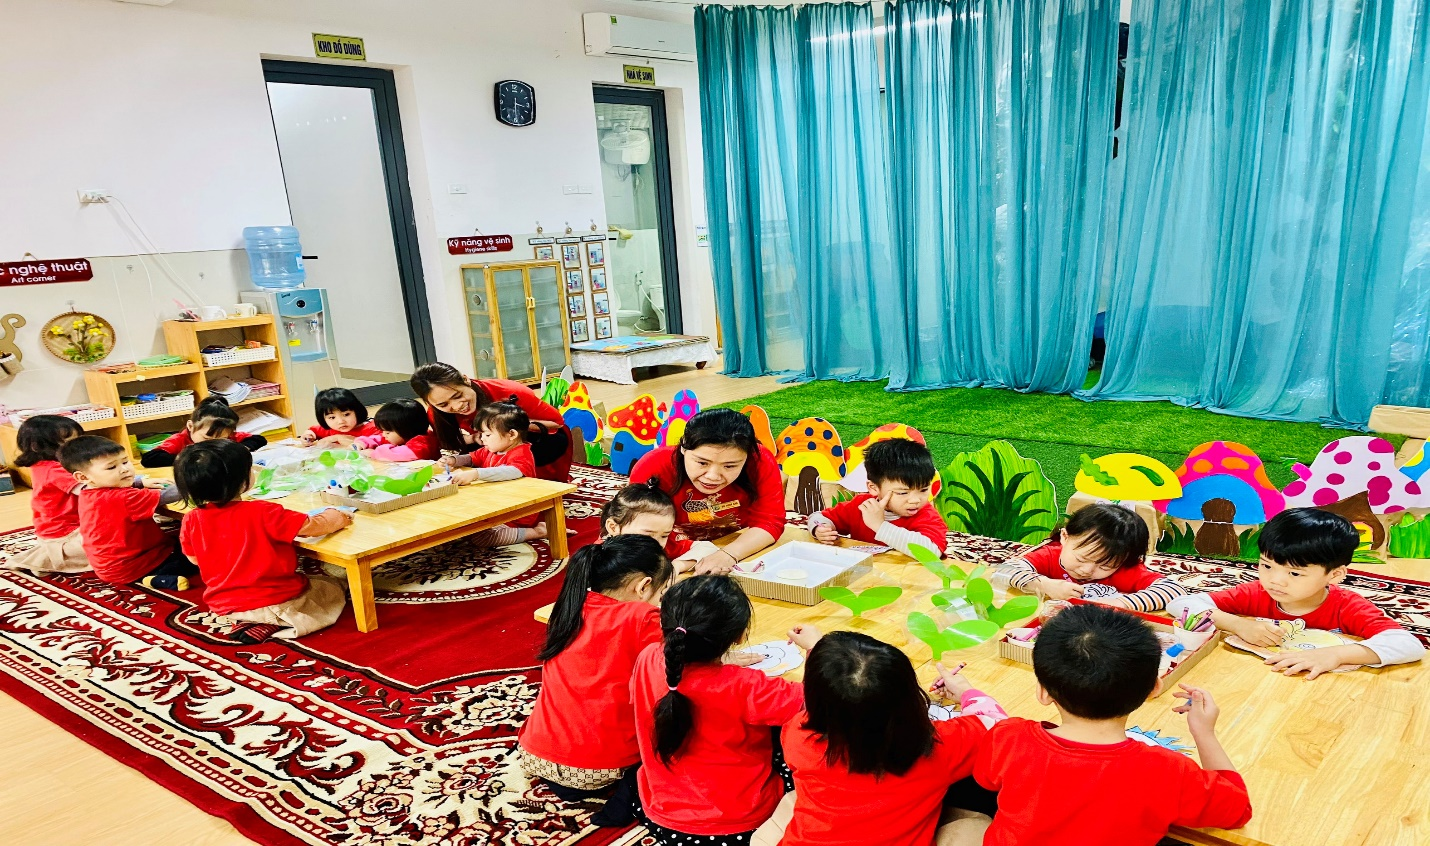 KHO ĐỒ DÙNG
NHÀ VỆ SINH
Kỹ năng vệ sinh
Hygiene skills
c nghệ thuật
Art corner